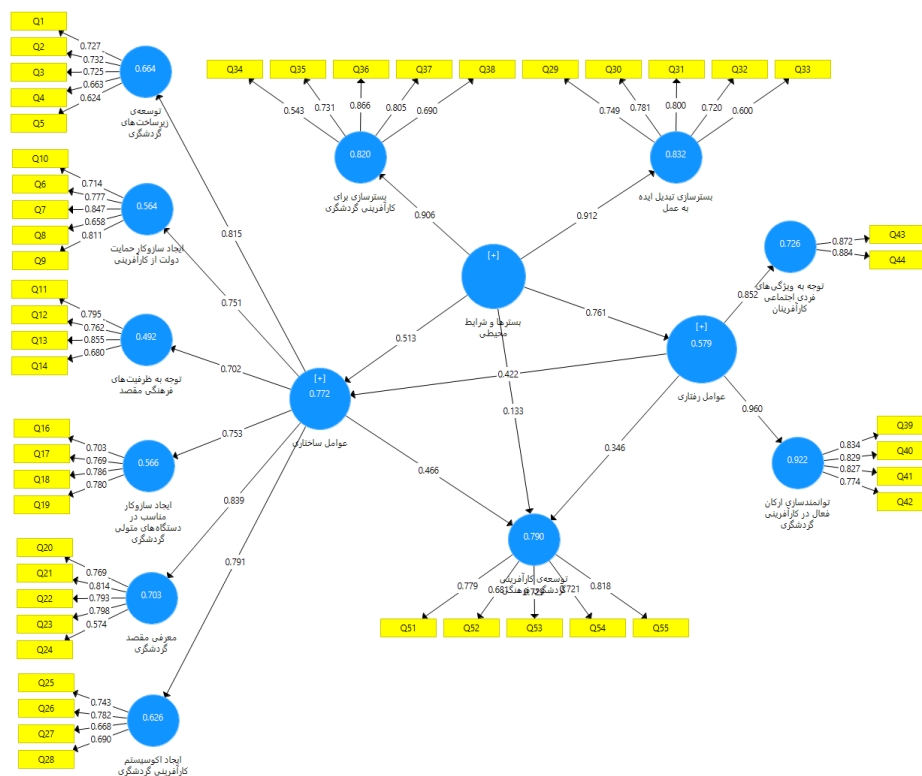 Q1
Q2
Q3
Q4
Q5
0.727
0.732
0.725
0.663
0.624
0.664
توسعه‌ی
زیرساخت‌های
گردشگری
Q10
Q6
Q7
Q8
Q9
0.714
0.777
0.847
0.658
0.811
0.564
ایجاد سازوکار حمایت
دولت از کارآفرینی
Q11
Q12
Q13
Q14
0.795
0.762
0.855
0.680
0.492
توجه به ظرفیت‌های
فرهنگی مقصد
Q16
Q17
Q18
Q19
0.703
0.769
0.786
0.780
0.566
ایجاد سازوکار
مناسب در
دستگاه‌های متولی
گردشگری
Q20
Q21
Q22
Q23
Q24
0.769
0.814
0.793
0.798
0.574
0.703
معرفی مقصد
گردشگری
Q25
Q26
Q27
Q28
0.743
0.782
0.668
0.690
0.626
ایجاد اکوسیستم
کارآفرینی گردشگری
0.815
0.751
0.702
0.753
0.839
0.791
[+]
0.772
عوامل ساختاری
Q34
Q35
Q36
Q37
Q38
0.543
0.731
0.866
0.805
0.690
0.820
بسترسازی برای
کارآفرینی گردشگری
Q29
Q30
Q31
Q32
Q33
0.749
0.781
0.800
0.720
0.600
0.832
بسترسازی تبدیل ایده
به عمل
0.906
0.912
[+]
بسترها و شرایط
محیطی
0.513
0.761
0.422
0.133
0.466
0.346
[+]
0.579
عوامل رفتاری
0.852
0.960
0.726
توجه به ویژگی‌های
فردی اجتماعی
کارآفرینان
0.872
0.884
Q43
Q44
0.922
توانمندسازی ارکان
فعال در کارآفرینی
گردشگری
0.834
0.829
0.827
0.774
Q39
Q40
Q41
Q42
0.790
توسعه‌ی کارآفرینی
گردشگری فرهنگی
0.779
0.721
0.818
Q51
Q52
Q53
Q54
Q55